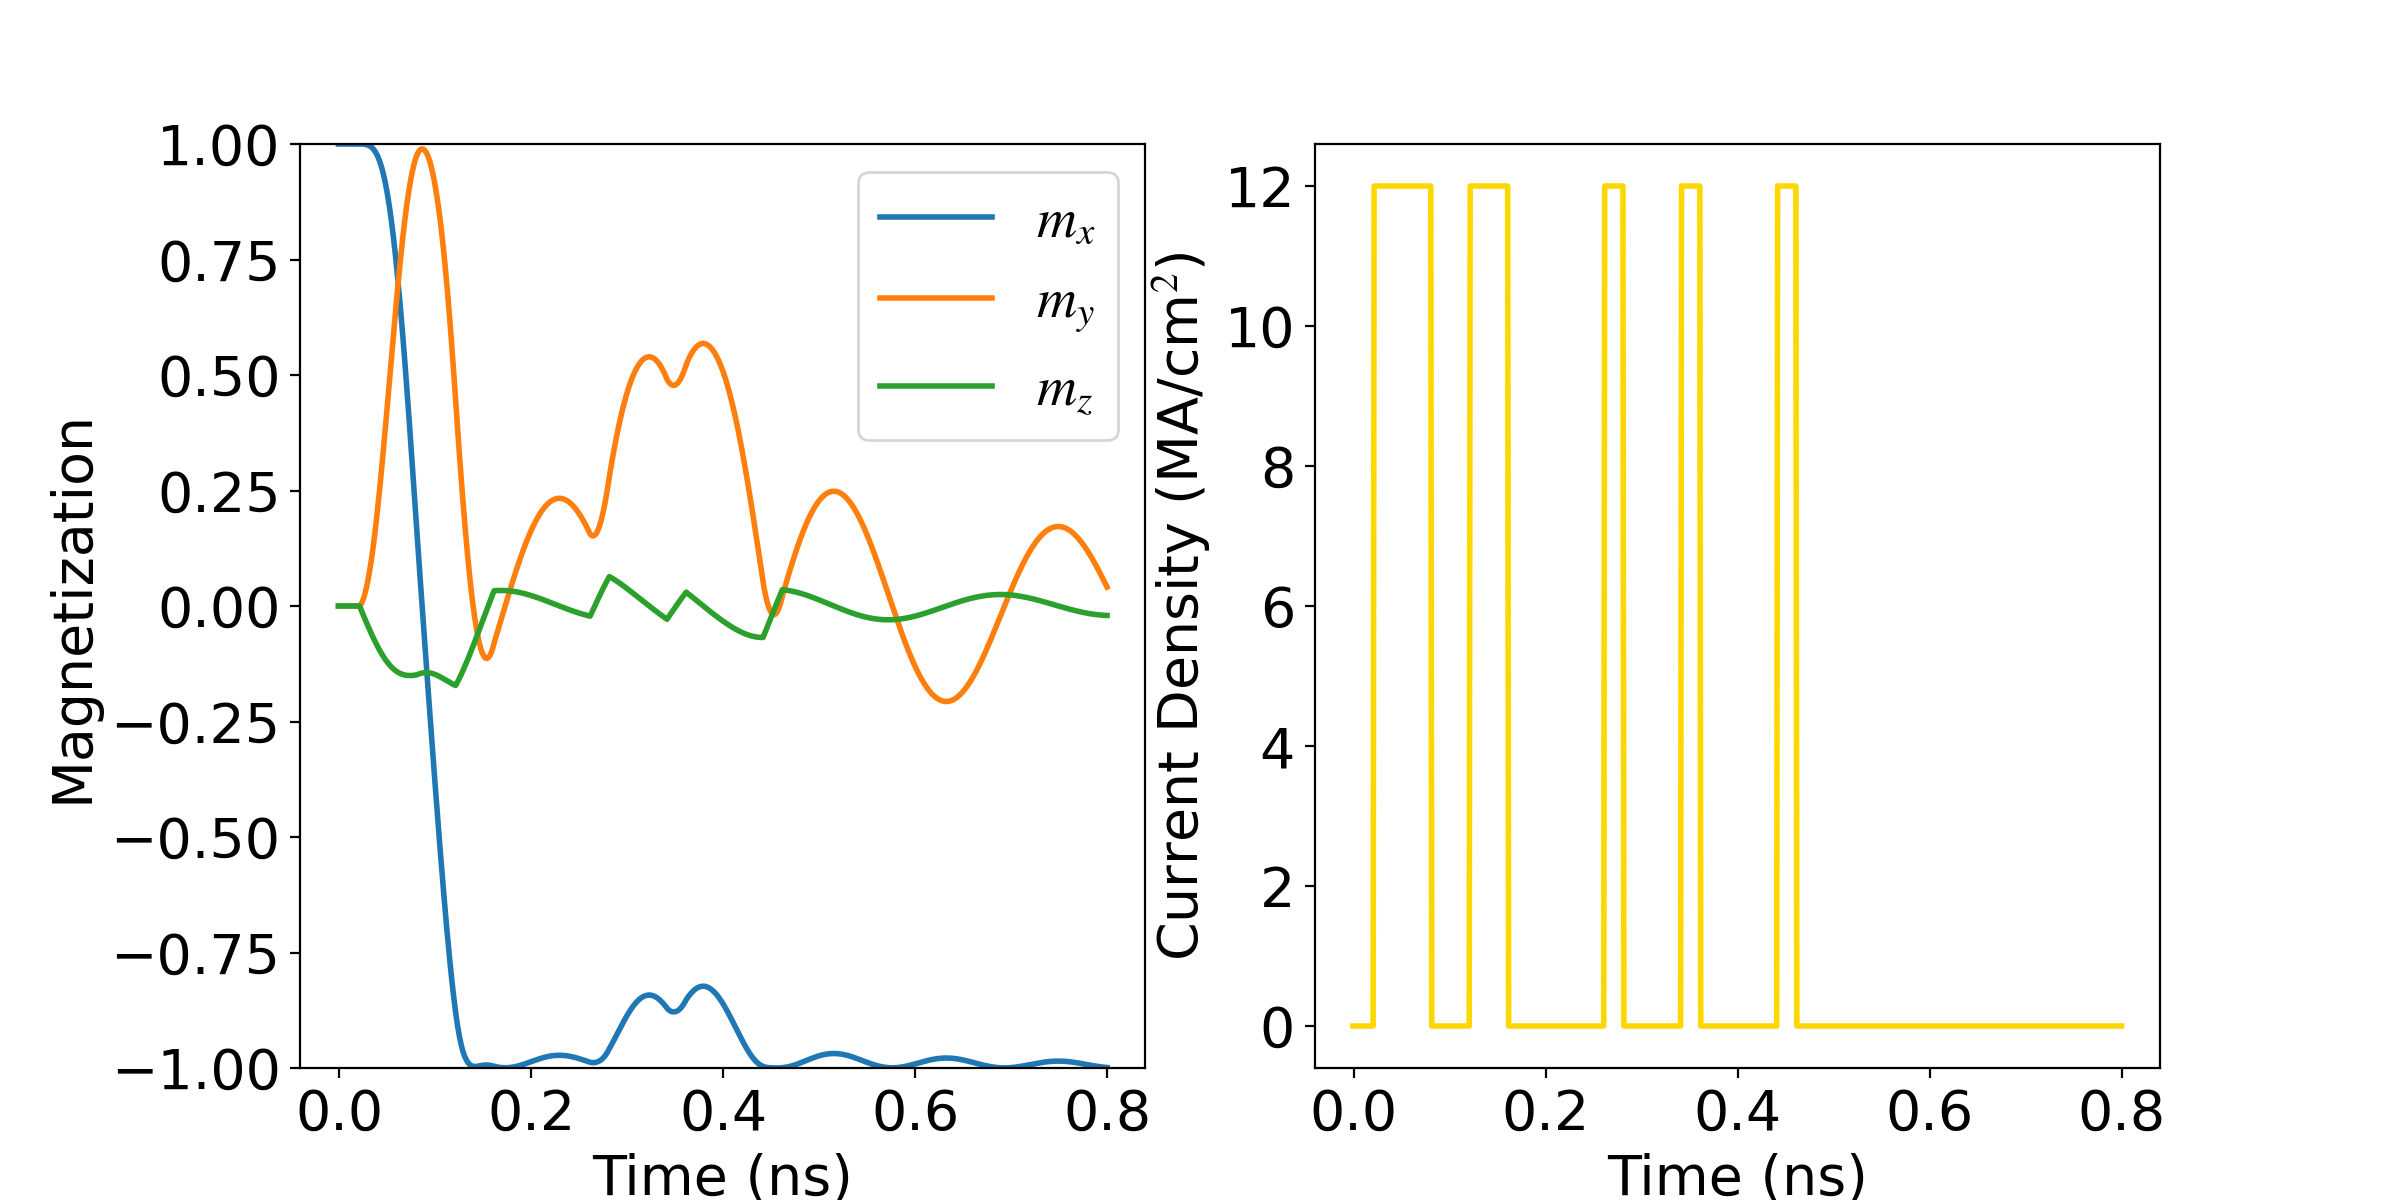 1.00
0.75
0.50
0.25
0.00
−0.25
−0.50
−0.75
−1.00
Magnetization
0.0 0.2 0.4 0.6 0.8
Time (ns)
m_x
m_y
m_z
Current Density (MA/cm²)
12
10
8
6
4
2
0
0.0 0.2 0.4 0.6 0.8
Time (ns)